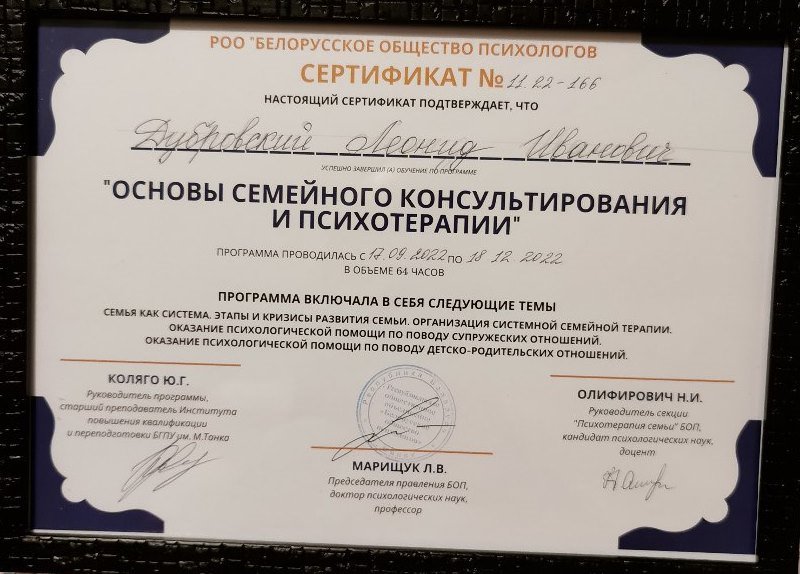 РОО "БЕЛОРУССКОЕ ОБЩЕСТВО ПСИХОЛОГОВ
СЕРТИФИКАТ № 11.22-166
НАСТОЯЩИЙ СЕРТИФИКАТ ПОДТВЕРЖДАЕТ, ЧТО
Дубровский Леонид Иванович
УСПЕШНО ЗАВЕРШИЛ (А) ОБУЧЕНИЕ ПО ПРОГРАММЕ
"ОСНОВЫ СЕМЕЙНОГО КОНСУЛЬТИРОВАНИЯ
И ПСИХОТЕРАПИИ"
ПРОГРАММА ПРОВОДИЛАСЬ С 17.09.2022 ПО 18.12.2022
В ОБЪЕМЕ 64 ЧАСОВ
ПРОГРАММА ВКЛЮЧАЛА В СЕБЯ СЛЕДУЮЩИЕ ТЕМЫ
СЕМЬЯ КАК СИСТЕМА. ЭТАПЫ И КРИЗИСЫ РАЗВИТИЯ СЕМЬИ. ОРГАНИЗАЦИЯ СИСТЕМНОЙ СЕМЕЙНОЙ ТЕРАПИИ.
ОКАЗАНИЕ ПСИХОЛОГИЧЕСКОЙ ПОМОЩИ ПО ПОВОДУ СУПРУЖЕСКИХ ОТНОШЕНИЙ.
ОКАЗАНИЕ ПСИХОЛОГИЧЕСКОЙ ПОМОЩИ ПО ПОВОДУ ДЕТСКО-РОДИТЕЛЬСКИХ ОТНОШЕНИЙ.
КОЛЯГО Ю.Г.
Руководитель программы,
старший преподаватель Института
повышения квалификации
и переподготовки БГПУ им. М.Танка
ОЛИФИРОВИЧ Н.И.
Руководитель секции
"Психотерапия семьи" БОП,
кандидат психологических наук,
доцент
МАРИЩУК Л.В.
Председателя правления БОП,
доктор психологических наук,
профессор